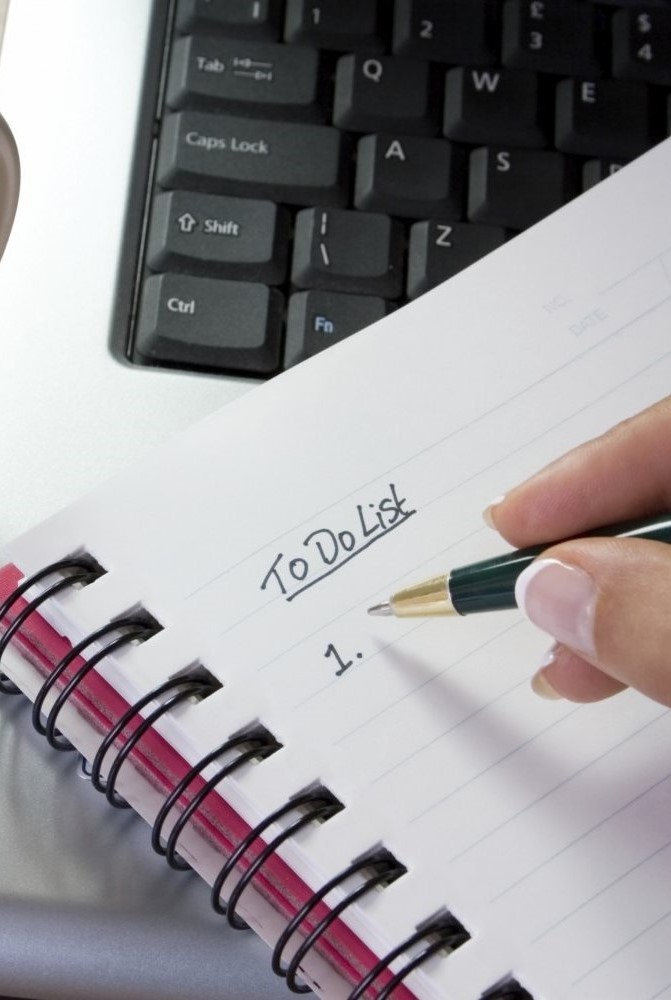 1 2 £ 3 $ 4
Tab Q W E
Caps Lock A S
Shift | \ Z
Ctrl Fn
NO.
DATE
To Do List
1.